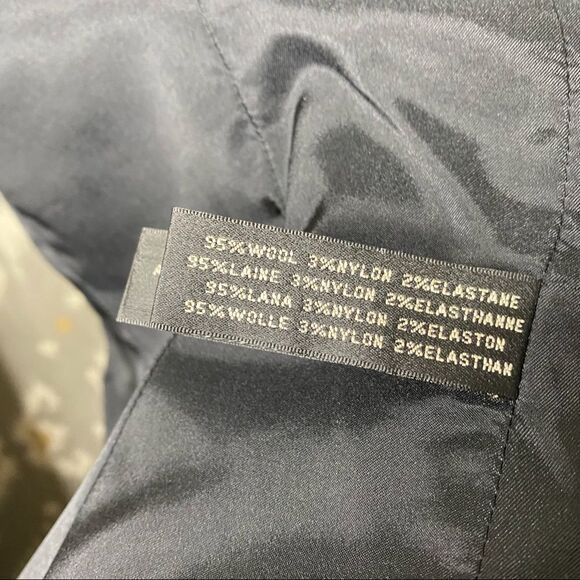 95%WOOL 3%NYLON 2%ELASTANE
95%LAINE 3%NYLON 2%ELASTHANNE
95%LANA 3%NYLON 2%ELASTON
95%WOLLE 3%NYLON 2%ELASTHAN